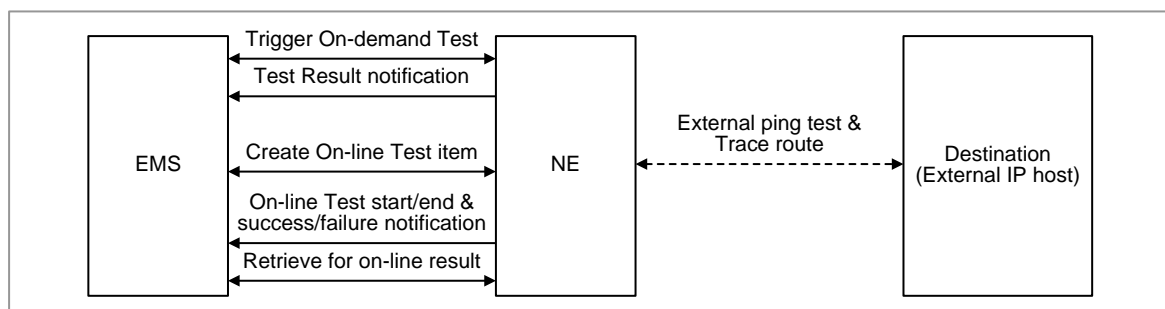 Trigger On-demand Test
Test Result notification
EMS
Create On-line Test item
NE
On-line Test start/end &
success/failure notification
Retrieve for on-line result
External ping test &
Trace route
Destination
(External IP host)